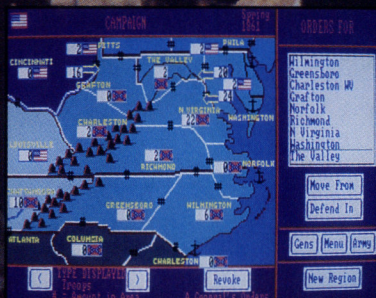 CAMPAIGN
Spring
1861
ORDERS FOR
PITTS
PHILA
CINCINNATI
THE VALLEY
GRAFTON
N VIRGINIA
WASHINGTON
CHARLESTON
LOUISVILLE
RICHMOND
NORFOLK
GREENSBORO
WILMINGTON
ATLANTA
COLUMBIA
CHARLESTON
Wilmington
Greensboro
Charleston WV
Grafton
Norfolk
Richmond
N Virginia
Washington
The Valley
Move From
Defend In
Gens
Menu
Army
New Region
TYPE DISPLAYED
Troops
Revoke